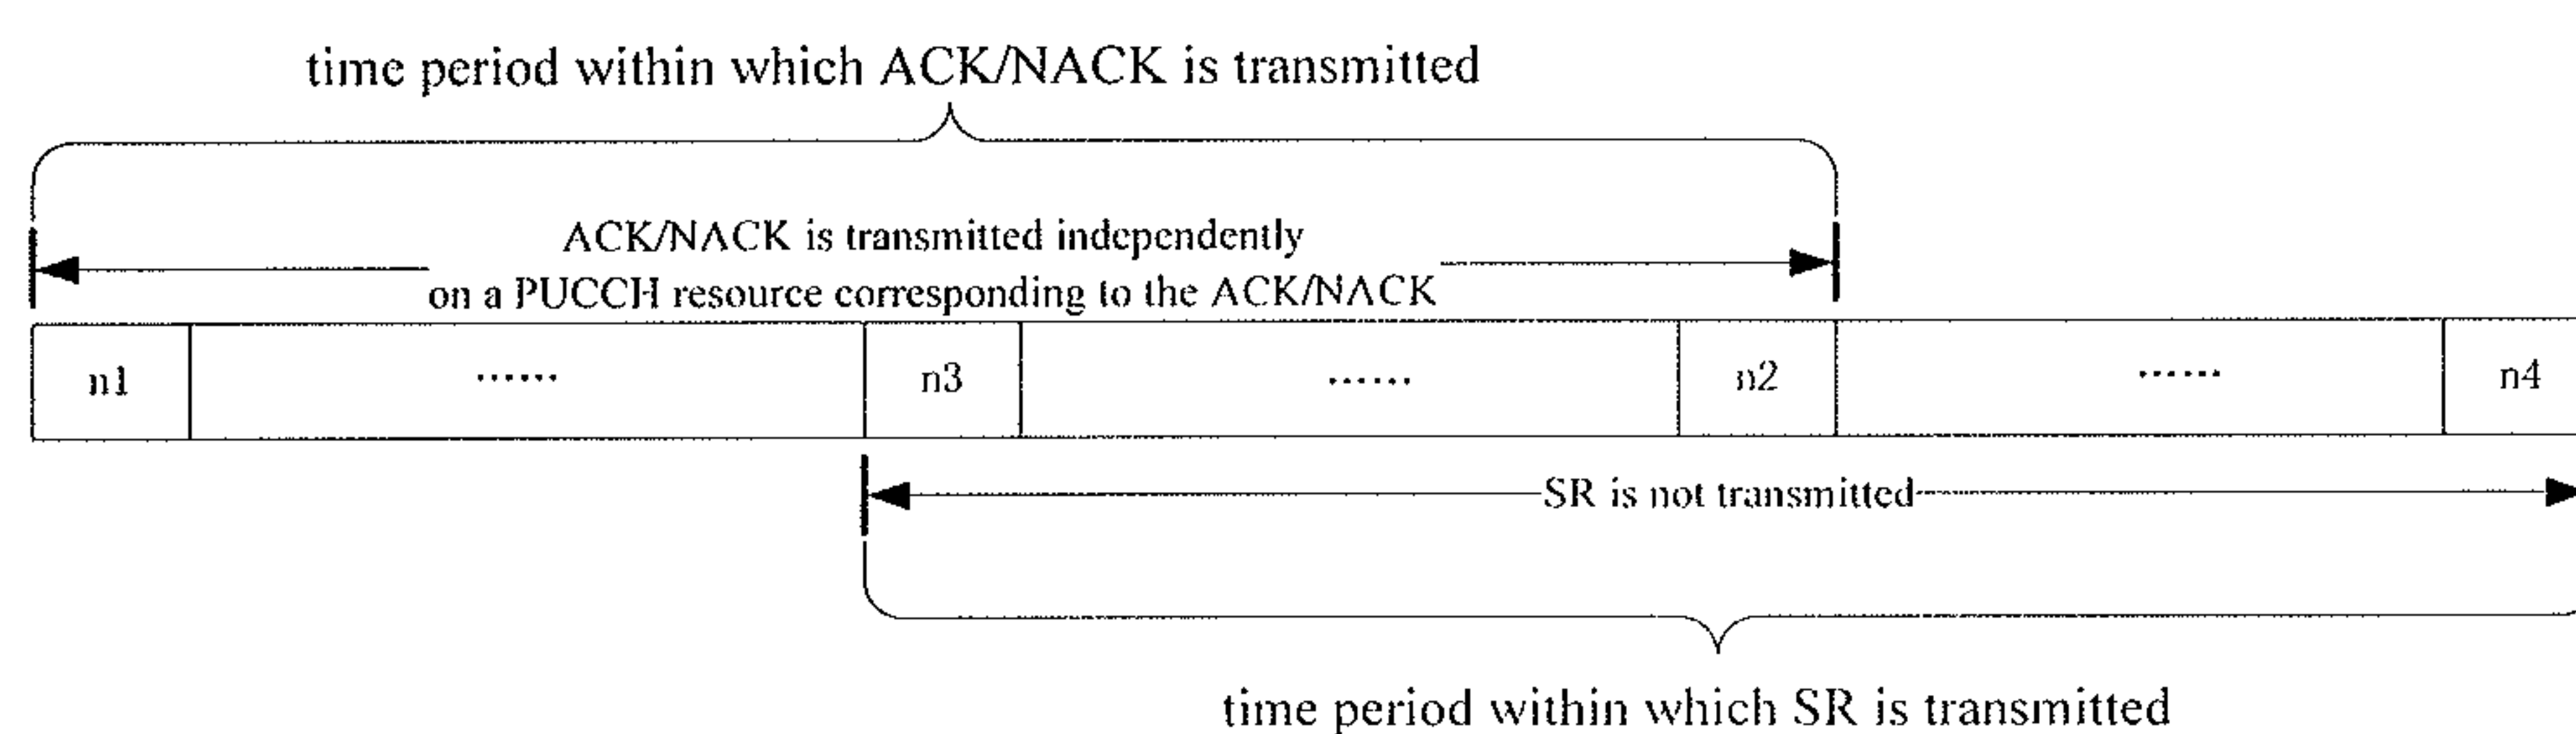 time period within which ACK/NACK is transmitted
ACK/NACK is transmitted independently
on a PUCCH resource corresponding to the ACK/NACK
n1 ...... n3 ...... n2 ...... n4
SR is not transmitted
time period within which SR is transmitted